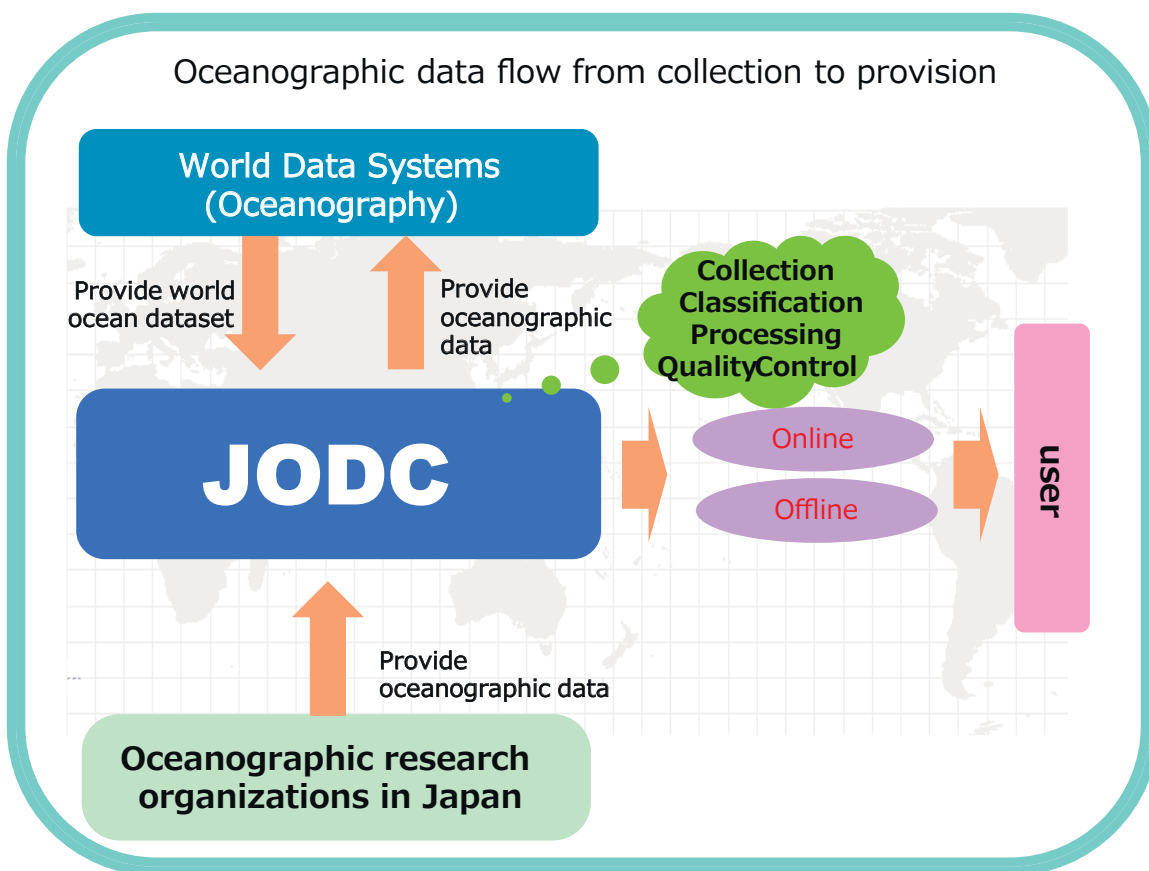 Oceanographic data flow from collection to provision
World Data Systems
(Oceanography)
Provide world
ocean dataset
Provide
oceanographic
data
Collection
Classification
Processing
QualityControl
JODC
Online
Offline
user
Provide
oceanographic data
Oceanographic research
organizations in Japan